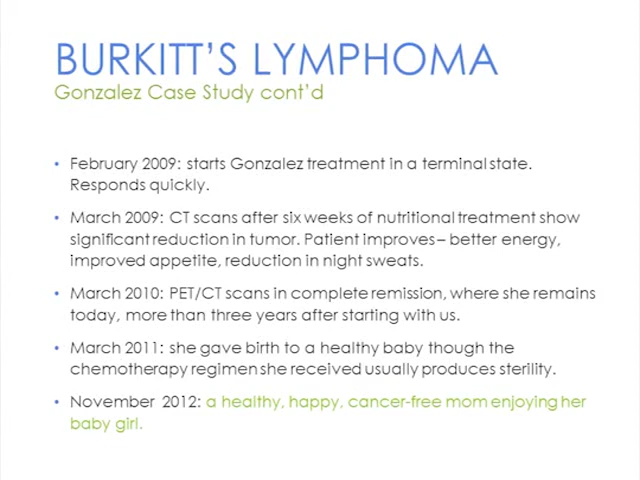 BURKITT'S LYMPHOMA
Gonzalez Case Study cont'd
• February 2009: starts Gonzalez treatment in a terminal state.
Responds quickly.
• March 2009: CT scans after six weeks of nutritional treatment show
significant reduction in tumor. Patient improves – better energy,
improved appetite, reduction in night sweats.
• March 2010: PET/CT scans in complete remission, where she remains
today, more than three years after starting with us.
• March 2011: she gave birth to a healthy baby though the
chemotherapy regimen she received usually produces sterility.
• November 2012: a healthy, happy, cancer-free mom enjoying her
baby girl.